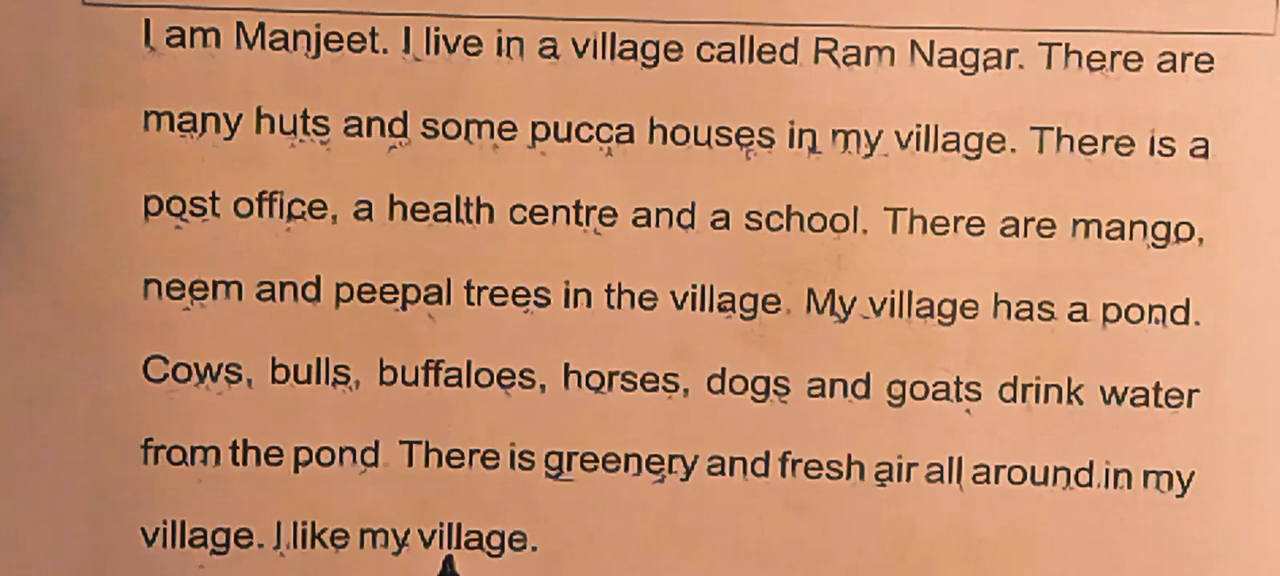 I am Manjeet. I live in a village called Ram Nagar. There are
many huts and some pucca houses in my village. There is a
post office, a health centre and a school. There are mango,
neem and peepal trees in the village. My village has a pond.
Cows, bulls, buffaloes, horses, dogs and goats drink water
from the pond. There is greenery and fresh air all around in my
village. I like my village.